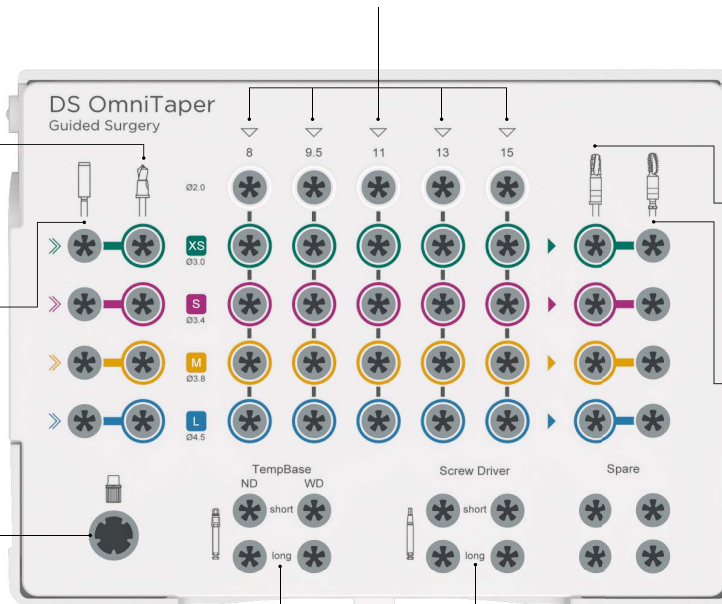 DS OmniTaper
Guided Surgery
8 9.5 11 13 15
Ø2.0
XS
Ø3.0
S
Ø3.4
M
Ø3.8
L
Ø4.5
TempBase
ND WD
short
long
Screw Driver
short
long
Spare